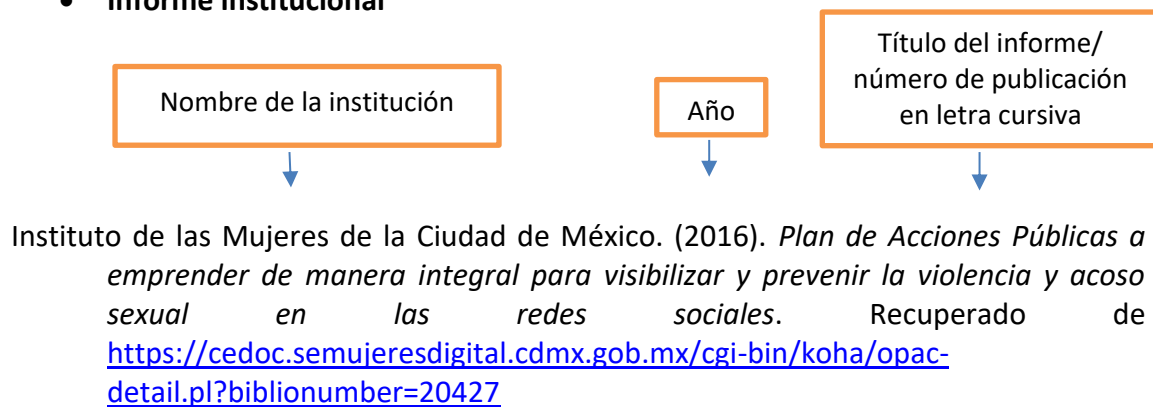 • Informe institucional
Nombre de la institución
Año
Título del informe/
número de publicación
en letra cursiva
Instituto de las Mujeres de la Ciudad de México. (2016). Plan de Acciones Públicas a
emprender de manera integral para visibilizar y prevenir la violencia y acoso
sexual en las redes sociales. Recuperado de
https://cedoc.semujeresdigital.cdmx.gob.mx/cgi-bin/koha/opac-
detail.pl?biblionumber=20427